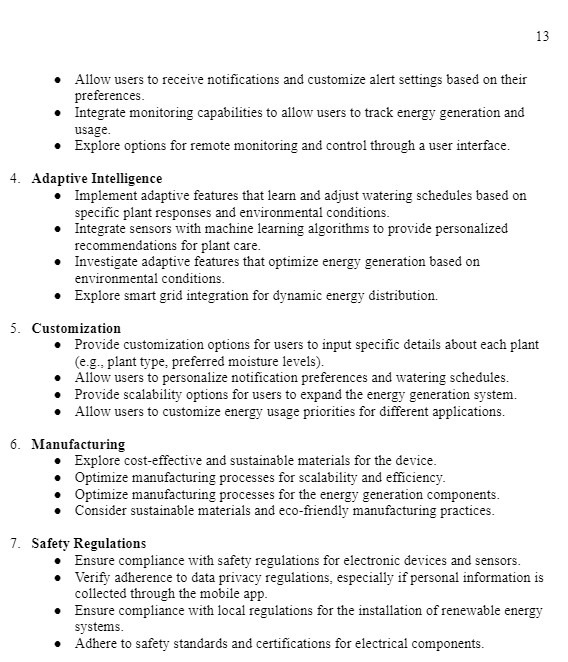 13
● Allow users to receive notifications and customize alert settings based on their
preferences.
● Integrate monitoring capabilities to allow users to track energy generation and
usage.
● Explore options for remote monitoring and control through a user interface.
4. Adaptive Intelligence
● Implement adaptive features that learn and adjust watering schedules based on
specific plant responses and environmental conditions.
● Integrate sensors with machine learning algorithms to provide personalized
recommendations for plant care.
● Investigate adaptive features that optimize energy generation based on
environmental conditions.
● Explore smart grid integration for dynamic energy distribution.
5. Customization
● Provide customization options for users to input specific details about each plant
(e.g., plant type, preferred moisture levels).
● Allow users to personalize notification preferences and watering schedules.
● Provide scalability options for users to expand the energy generation system.
● Allow users to customize energy usage priorities for different applications.
6. Manufacturing
● Explore cost-effective and sustainable materials for the device.
● Optimize manufacturing processes for scalability and efficiency.
● Optimize manufacturing processes for the energy generation components.
● Consider sustainable materials and eco-friendly manufacturing practices.
7. Safety Regulations
● Ensure compliance with safety regulations for electronic devices and sensors.
● Verify adherence to data privacy regulations, especially if personal information is
collected through the mobile app.
● Ensure compliance with local regulations for the installation of renewable energy
systems.
● Adhere to safety standards and certifications for electrical components.